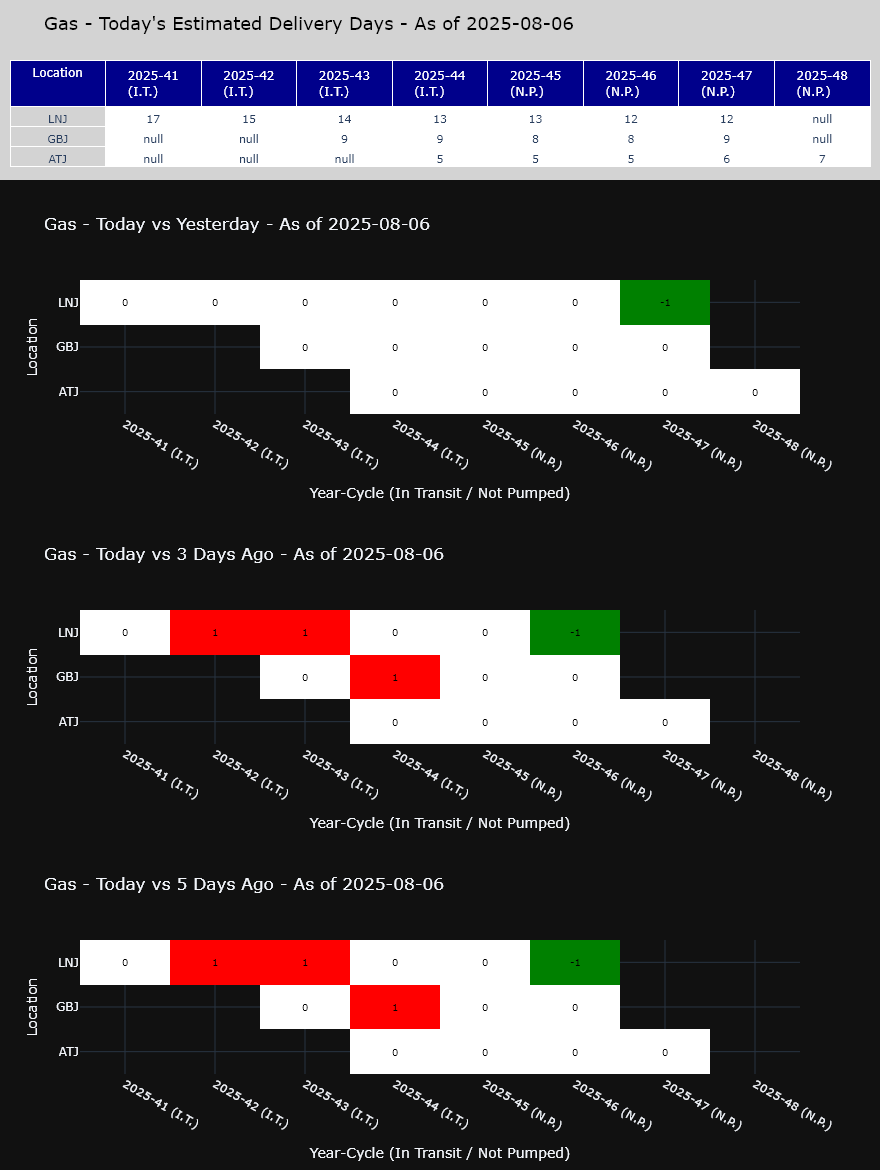 Gas - Today's Estimated Delivery Days - As of 2025-08-06
Location 2025-41 (I.T.) 2025-42 (I.T.) 2025-43 (I.T.) 2025-44 (I.T.) 2025-45 (N.P.) 2025-46 (N.P.) 2025-47 (N.P.) 2025-48 (N.P.)
LNJ 17 15 14 13 13 12 12 null
GBJ null null 9 9 8 8 9 null
ATJ null null null 5 5 5 6 7
Gas - Today vs Yesterday - As of 2025-08-06
Location
LNJ 0 0 0 0 0 0 -1
GBJ 0 0 0 0 0
ATJ 0 0 0 0 0
2025-41 (I.T.) 2025-42 (I.T.) 2025-43 (I.T.) 2025-44 (I.T.) 2025-45 (N.P.) 2025-46 (N.P.) 2025-47 (N.P.) 2025-48 (N.P.)
Year-Cycle (In Transit / Not Pumped)
Gas - Today vs 3 Days Ago - As of 2025-08-06
Location
LNJ 0 1 1 0 0 -1
GBJ 0 1 0 0
ATJ 0 0 0 0
2025-41 (I.T.) 2025-42 (I.T.) 2025-43 (I.T.) 2025-44 (I.T.) 2025-45 (N.P.) 2025-46 (N.P.) 2025-47 (N.P.) 2025-48 (N.P.)
Year-Cycle (In Transit / Not Pumped)
Gas - Today vs 5 Days Ago - As of 2025-08-06
Location
LNJ 0 1 1 0 0 -1
GBJ 0 1 0 0
ATJ 0 0 0 0
2025-41 (I.T.) 2025-42 (I.T.) 2025-43 (I.T.) 2025-44 (I.T.) 2025-45 (N.P.) 2025-46 (N.P.) 2025-47 (N.P.) 2025-48 (N.P.)
Year-Cycle (In Transit / Not Pumped)